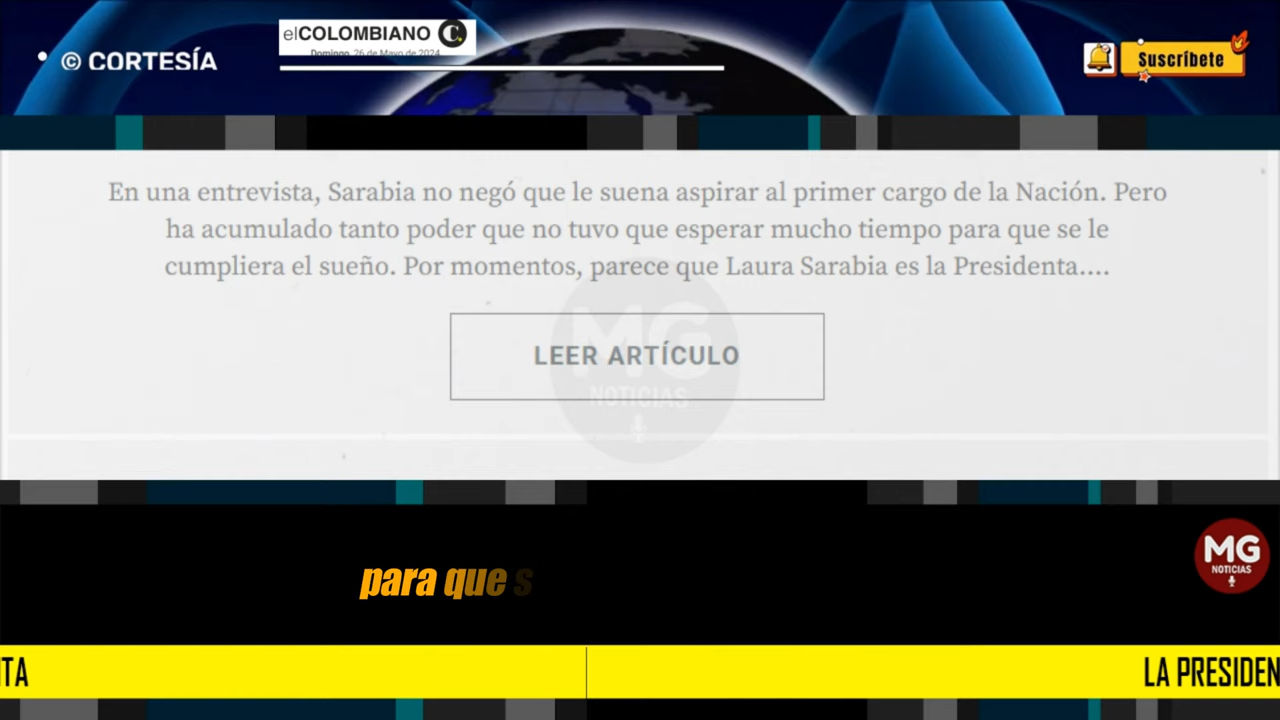 © CORTESÍA
elCOLOMBIANO C
Domingo, 26 de Mayo de 2024
Suscríbete
En una entrevista, Sarabia no negó que le suena aspirar al primer cargo de la Nación. Pero
ha acumulado tanto poder que no tuvo que esperar mucho tiempo para que se le
cumpliera el sueño. Por momentos, parece que Laura Sarabia es la Presidenta....
LEER ARTÍCULO
MG
NOTICIAS
para que s
MG
NOTICIAS
NTA
LA PRESIDEN